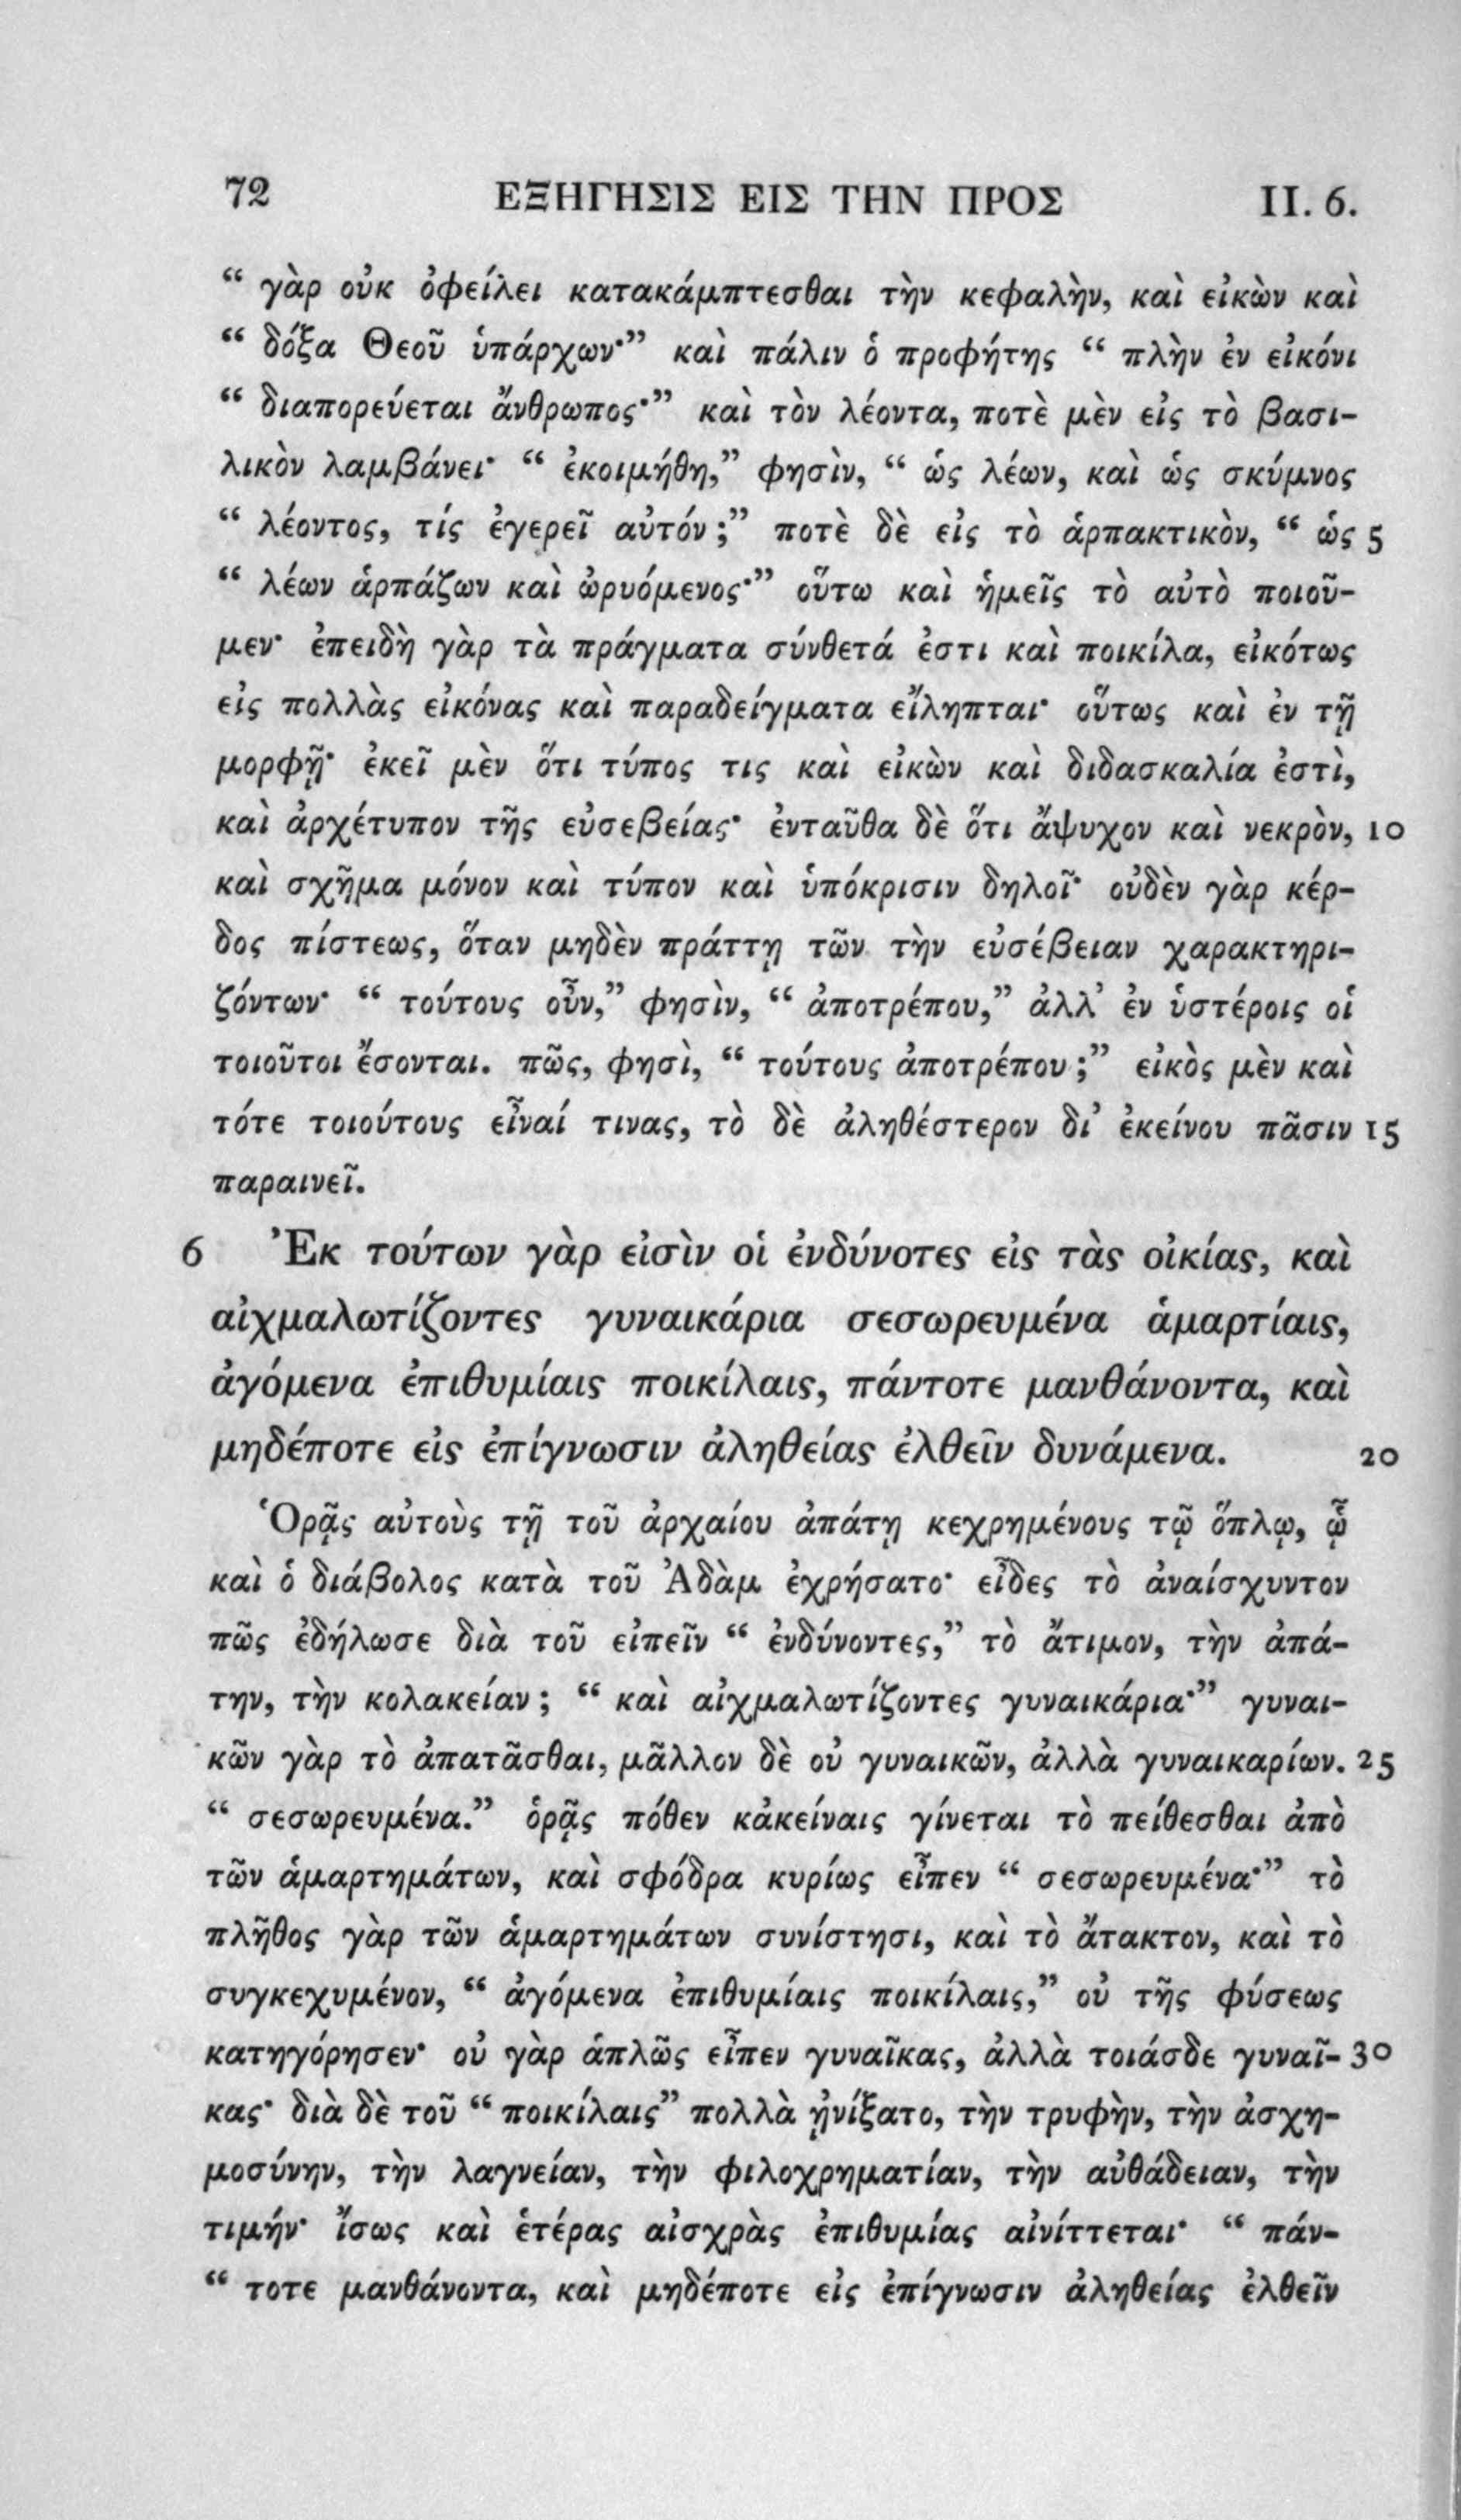 72 ΕΞΗΓΗΣΙΣ ΕΙΣ ΤΗΝ ΠΡΟΣ II. 6.
“ γὰρ οὐκ ὀφείλει κατακάμπτεσθαι τὴν κεφαλὴν, καὶ εἰκὼν καὶ
“ δόξα Θεοῦ ὑπάρχων·” καὶ πάλιν ὁ προφήτης “ πλὴν ἐν εἰκόνι
“ διαπορεύεται ἄνθρωπος·” καὶ τὸν λέοντα, ποτὲ μὲν εἰς τὸ βασι-
λικὸν λαμβάνει· “ ἐκοιμήθη,” φησὶν, “ ὡς λέων, καὶ ὡς σκύμνος
“ λέοντος, τίς ἐγερεῖ αὐτόν ;” ποτὲ δὲ εἰς τὸ ἁρπακτικὸν, “ ὡς 5
“ λέων ἁρπάζων καὶ ὠρυόμενος·” οὕτω καὶ ἡμεῖς τὸ αὐτὸ ποιοῦ-
μεν· ἐπειδὴ γὰρ τὰ πράγματα σύνθετά ἐστι καὶ ποικίλα, εἰκότως
εἰς πολλὰς εἰκόνας καὶ παραδείγματα εἴληπται· οὕτως καὶ ἐν τῇ
μορφῇ· ἐκεῖ μὲν ὅτι τύπος τις καὶ εἰκὼν καὶ διδασκαλία ἐστὶ,
καὶ ἀρχέτυπον τῆς εὐσεβείας· ἐνταῦθα δὲ ὅτι ἄψυχον καὶ νεκρὸν, 10
καὶ σχῆμα μόνον καὶ τύπον καὶ ὑπόκρισιν δηλοῖ· οὐδὲν γὰρ κέρ-
δος πίστεως, ὅταν μηδὲν πράττῃ τῶν τὴν εὐσέβειαν χαρακτηρι-
ζόντων· “ τούτους οὖν,” φησὶν, “ ἀποτρέπου,” ἀλλ’ ἐν ὑστέροις οἱ
τοιοῦτοι ἔσονται. πῶς, φησὶ, “ τούτους ἀποτρέπου ;” εἰκὸς μὲν καὶ
τότε τοιούτους εἶναί τινας, τὸ δὲ ἀληθέστερον δι’ ἐκείνου πᾶσιν 15
παραινεῖ.
6 Ἐκ τούτων γὰρ εἰσὶν οἱ ἐνδύνοτες εἰς τὰς οἰκίας, καὶ
αἰχμαλωτίζοντες γυναικάρια σεσωρευμένα ἁμαρτίαις,
ἀγόμενα ἐπιθυμίαις ποικίλαις, πάντοτε μανθάνοντα, καὶ
μηδέποτε εἰς ἐπίγνωσιν ἀληθείας ἐλθεῖν δυνάμενα. 20
Ὁρᾷς αὐτοὺς τῇ τοῦ ἀρχαίου ἀπάτῃ κεχρημένους τῷ ὅπλῳ, ᾧ
καὶ ὁ διάβολος κατὰ τοῦ Ἀδὰμ ἐχρήσατο· εἶδες τὸ ἀναίσχυντον
πῶς ἐδήλωσε διὰ τοῦ εἰπεῖν “ ἐνδύνοντες,” τὸ ἄτιμον, τὴν ἀπά-
την, τὴν κολακείαν ; “ καὶ αἰχμαλωτίζοντες γυναικάρια·” γυναι-
κῶν γὰρ τὸ ἀπατᾶσθαι, μᾶλλον δὲ οὐ γυναικῶν, ἀλλὰ γυναικαρίων. 25
“ σεσωρευμένα.” ὁρᾷς πόθεν κἀκείναις γίνεται τὸ πείθεσθαι ἀπὸ
τῶν ἁμαρτημάτων, καὶ σφόδρα κυρίως εἶπεν “ σεσωρευμένα·” τὸ
πλῆθος γὰρ τῶν ἁμαρτημάτων συνίστησι, καὶ τὸ ἄτακτον, καὶ τὸ
συγκεχυμένον, “ ἀγόμενα ἐπιθυμίαις ποικίλαις,” οὐ τῆς φύσεως
κατηγόρησεν· οὐ γὰρ ἁπλῶς εἶπεν γυναῖκας, ἀλλὰ τοιάσδε γυναῖ- 30
κας· διὰ δὲ τοῦ “ ποικίλαις” πολλὰ ᾐνίξατο, τὴν τρυφὴν, τὴν ἀσχη-
μοσύνην, τὴν λαγνείαν, τὴν φιλοχρηματίαν, τὴν αὐθάδειαν, τὴν
τιμήν· ἴσως καὶ ἑτέρας αἰσχρὰς ἐπιθυμίας αἰνίττεται· “ πάν-
“ τοτε μανθάνοντα, καὶ μηδέποτε εἰς ἐπίγνωσιν ἀληθείας ἐλθεῖν